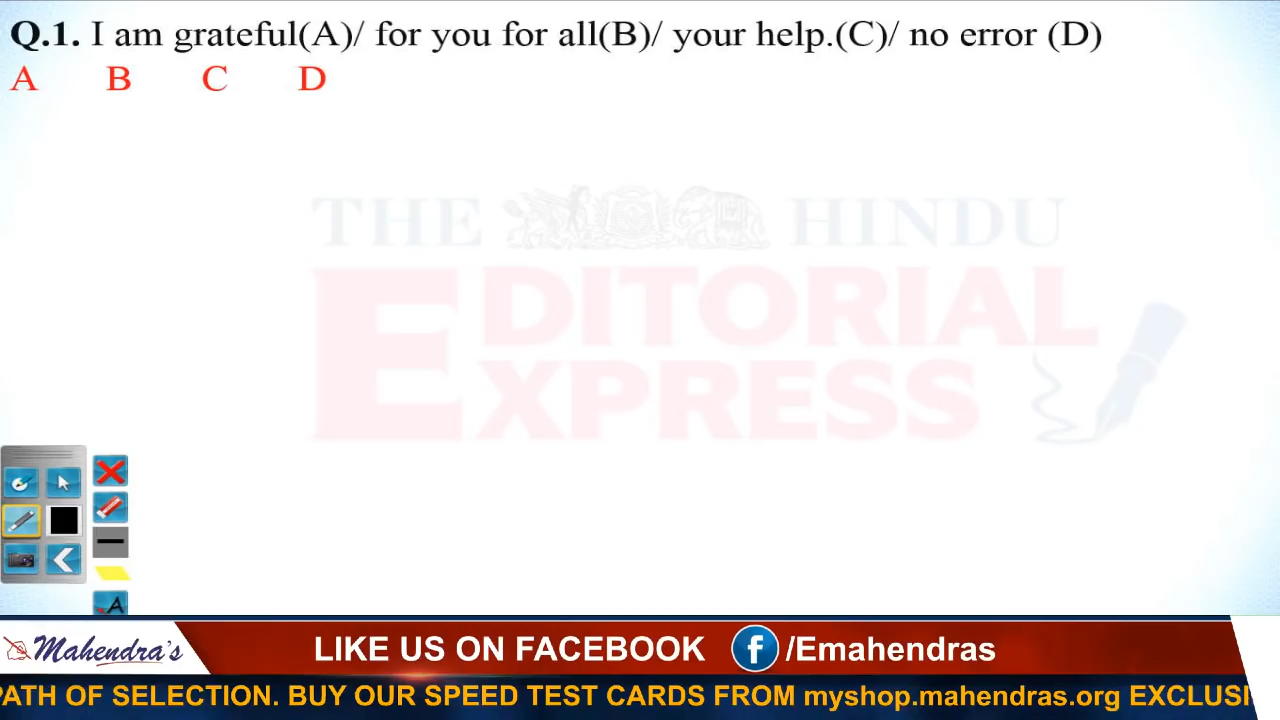 Q.1. I am grateful(A)/ for you for all(B)/ your help.(C)/ no error (D)
A B C D
THE HINDU
EDITORIAL
EXPRESS
A
Mahendra's LIKE US ON FACEBOOK f /Emahendras
PATH OF SELECTION. BUY OUR SPEED TEST CARDS FROM myshop.mahendras.org